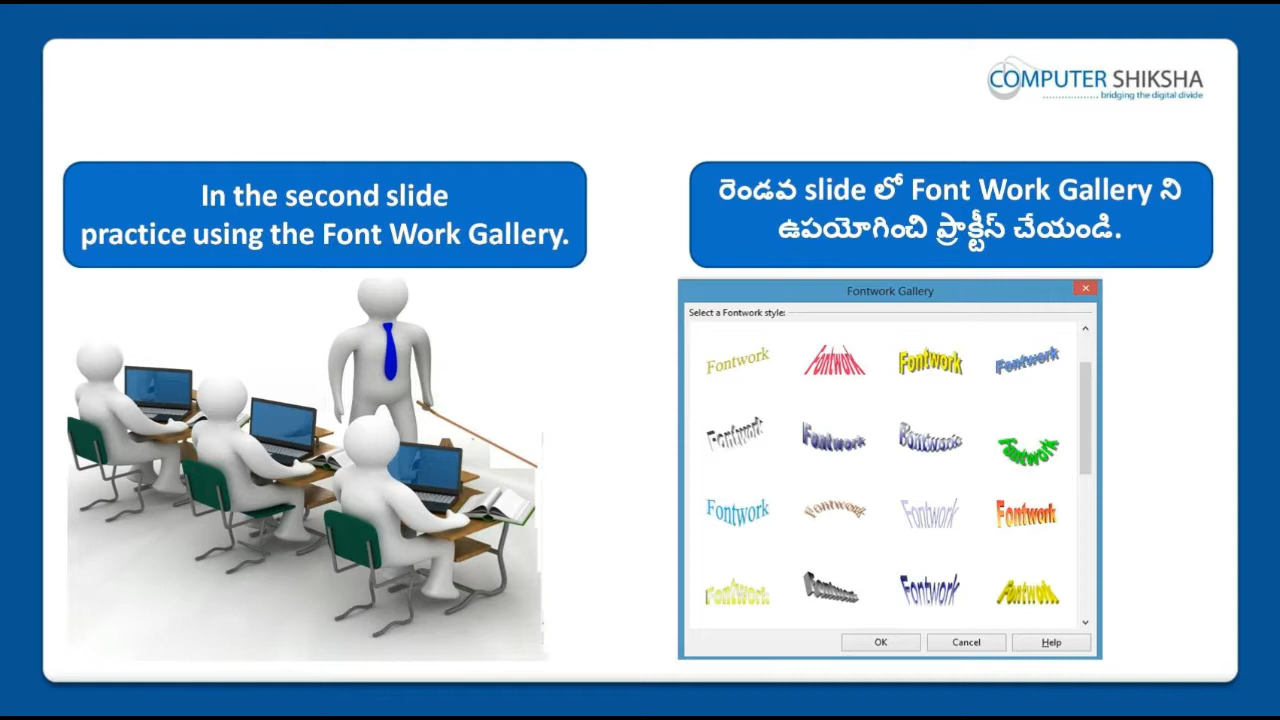 COMPUTER SHIKSHA
bridging the digital divide
In the second slide
practice using the Font Work Gallery.
రెండవ slide లో Font Work Gallery ని
ఉపయోగించి ప్రాక్టీస్ చేయండి.
Fontwork Gallery
Select a Fontwork style:
Fontwork Fontwork Fontwork Fontwork
Fontwork Fontwork Fontwork Fontwork
Fontwork Fontwork Fontwork Fontwork
Fontwork Fontwork Fontwork Fontwork
OK Cancel Help